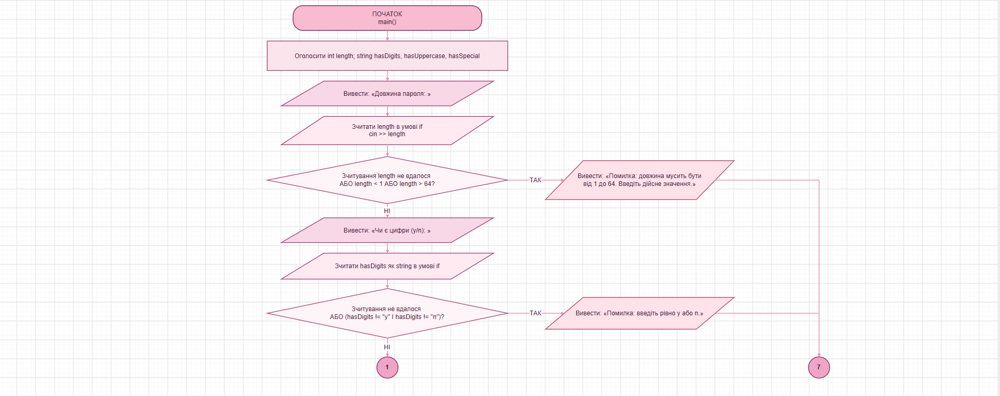 ПОЧАТОК
main()
Оголосити int length; string hasDigits, hasUppercase, hasSpecial
Вивести: «Довжина пароля: »
Зчитати length в умові if
cin >> length
Зчитування length не вдалося
АБО length < 1 АБО length > 64?
ТАК
Вивести: «Помилка: довжина мусить бути
від 1 до 64. Введіть дійсне значення.»
НІ
Вивести: «Чи є цифри (y/n): »
Зчитати hasDigits як string в умові if
Зчитування не вдалося
АБО (hasDigits != "y" І hasDigits != "n")?
ТАК
Вивести: «Помилка: введіть рівно y або n.»
НІ
1
7